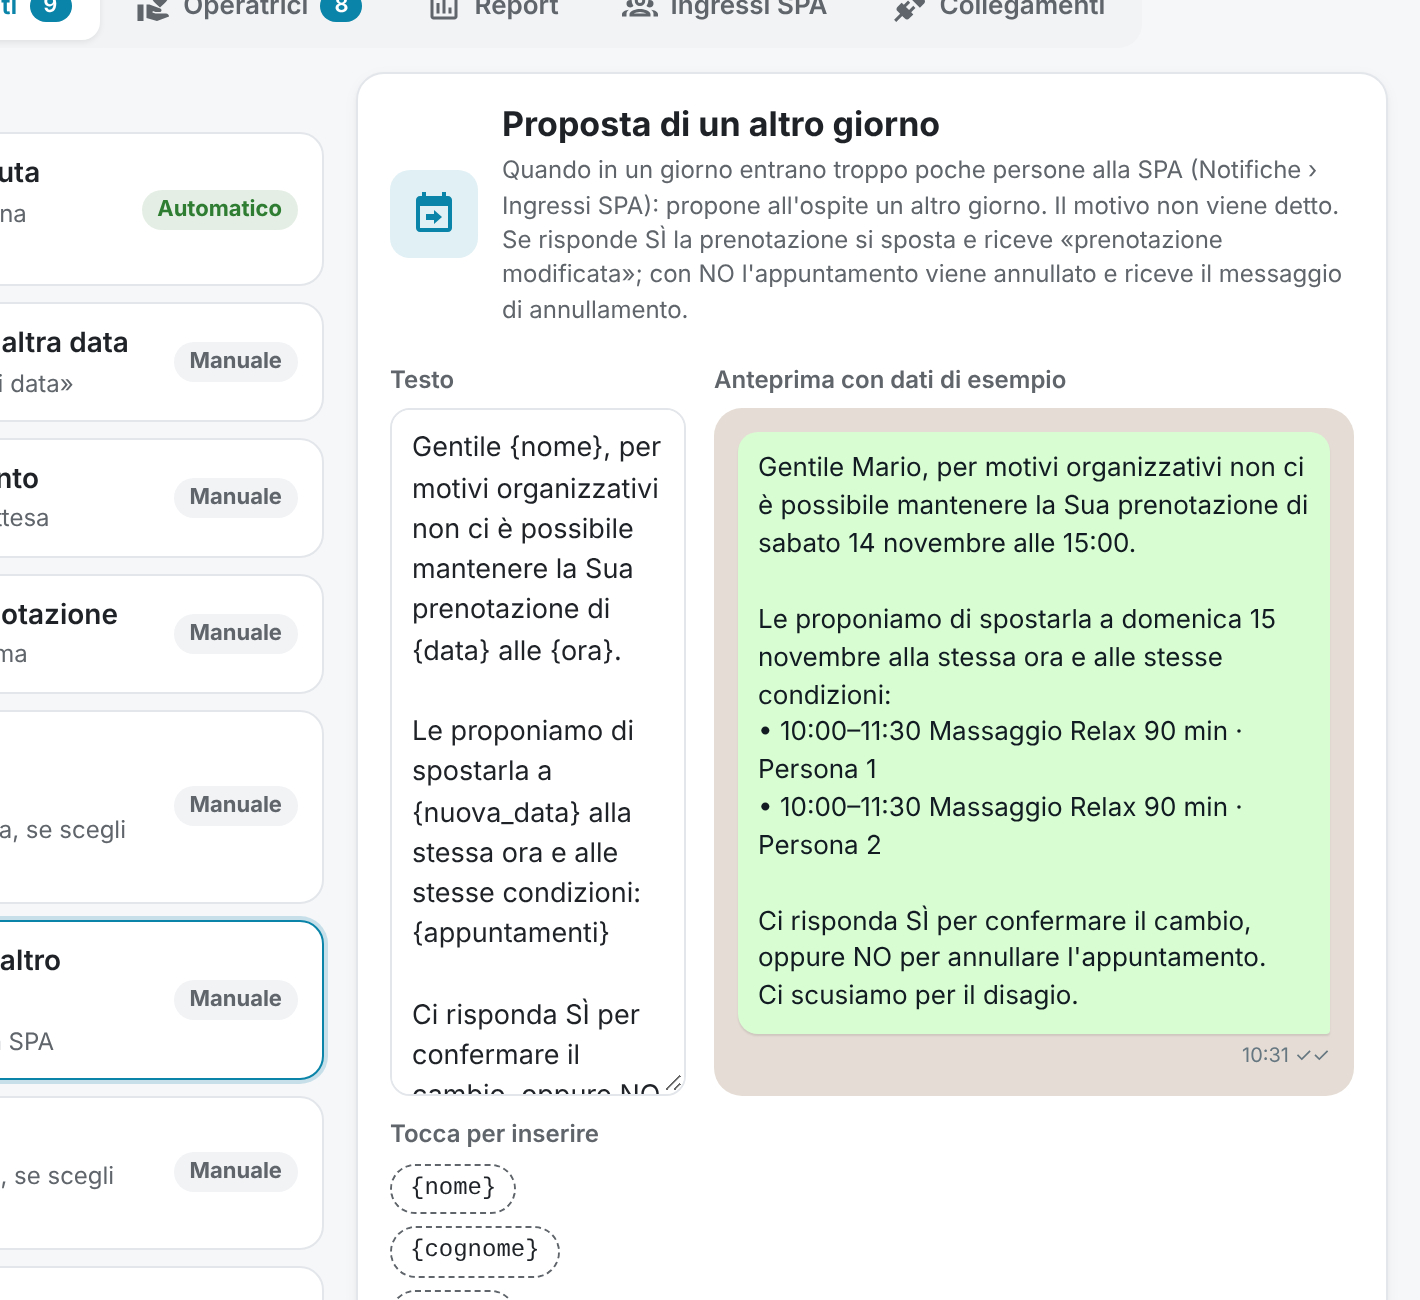 ti 9
Operatrici 8
Report
Ingressi SPA
Collegamenti
uta
na
Automatico
altra data
i data»
Manuale
nto
ttesa
Manuale
otazione
ma
Manuale
a, se scegli
Manuale
altro
SPA
Manuale
, se scegli
Manuale
Proposta di un altro giorno
Quando in un giorno entrano troppo poche persone alla SPA (Notifiche ›
Ingressi SPA): propone all'ospite un altro giorno. Il motivo non viene detto.
Se risponde SÌ la prenotazione si sposta e riceve «prenotazione
modificata»; con NO l'appuntamento viene annullato e riceve il messaggio
di annullamento.
Testo
Gentile {nome}, per
motivi organizzativi
non ci è possibile
mantenere la Sua
prenotazione di
{data} alle {ora}.
Le proponiamo di
spostarla a
{nuova_data} alla
stessa ora e alle
stesse condizioni:
{appuntamenti}
Ci risponda SÌ per
confermare il
cambio, oppure NO
Anteprima con dati di esempio
Gentile Mario, per motivi organizzativi non ci
è possibile mantenere la Sua prenotazione di
sabato 14 novembre alle 15:00.
Le proponiamo di spostarla a domenica 15
novembre alla stessa ora e alle stesse
condizioni:
• 10:00–11:30 Massaggio Relax 90 min ·
Persona 1
• 10:00–11:30 Massaggio Relax 90 min ·
Persona 2
Ci risponda SÌ per confermare il cambio,
oppure NO per annullare l'appuntamento.
Ci scusiamo per il disagio.
10:31
Tocca per inserire
{nome}
{cognome}